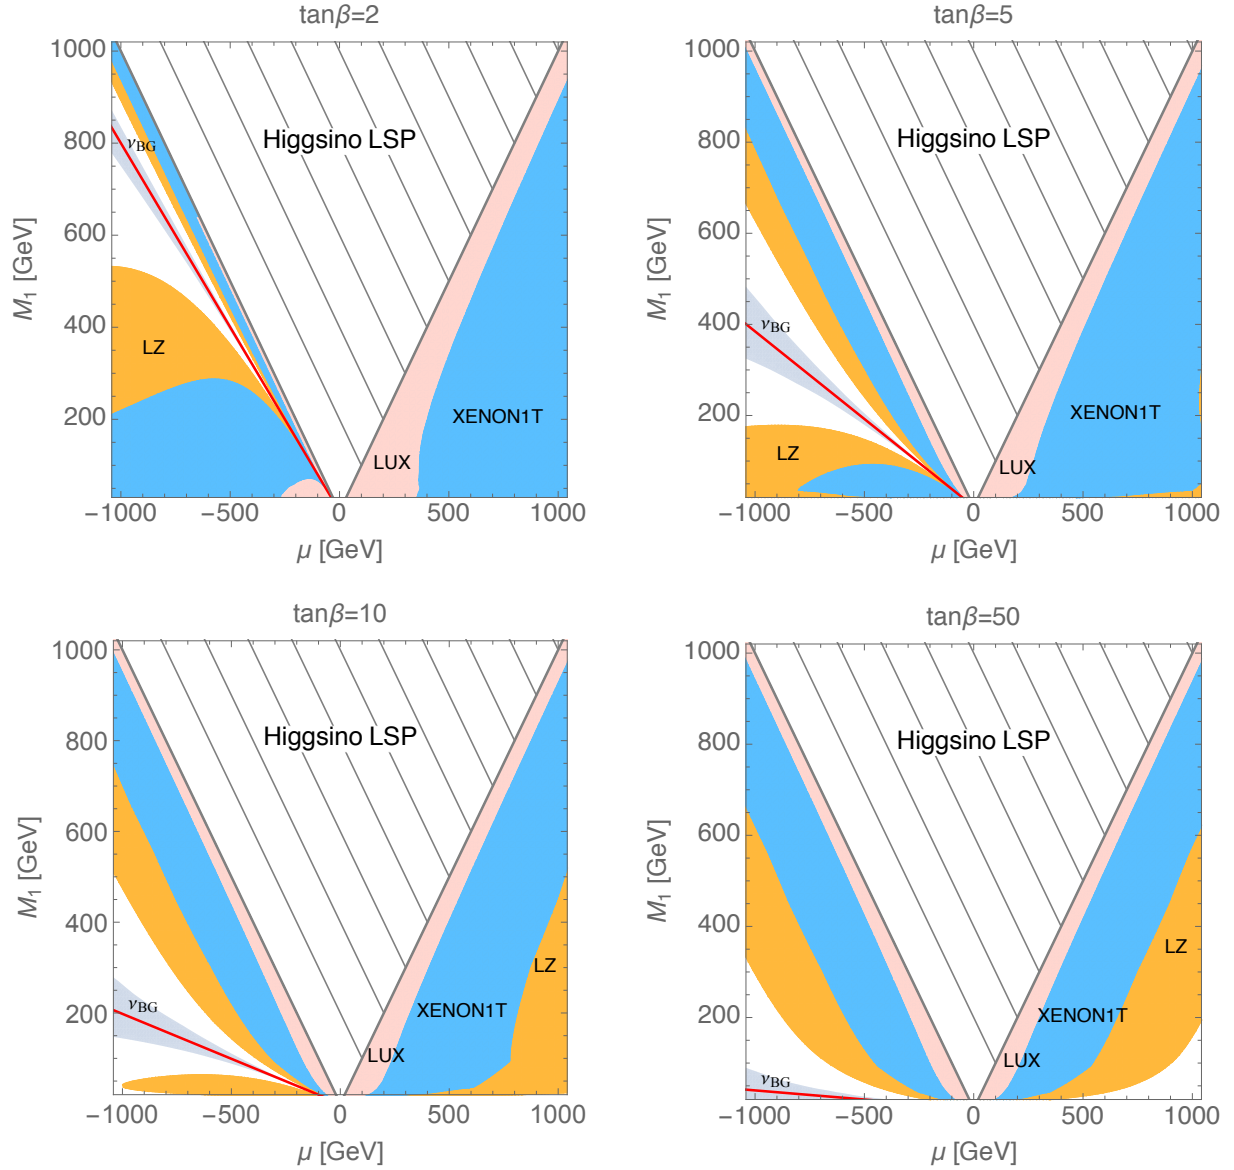 tanβ=2
1000
800
600
400
200
M₁ [GeV]
νBG
Higgsino LSP
LZ
LUX
XENON1T
−1000 −500 0 500 1000
μ [GeV]
tanβ=5
1000
800
600
400
200
M₁ [GeV]
Higgsino LSP
νBG
LZ
LUX
XENON1T
−1000 −500 0 500 1000
μ [GeV]
tanβ=10
1000
800
600
400
200
M₁ [GeV]
Higgsino LSP
νBG
LZ
XENON1T
LUX
−1000 −500 0 500 1000
μ [GeV]
tanβ=50
1000
800
600
400
200
M₁ [GeV]
Higgsino LSP
LZ
XENON1T
LUX
νBG
−1000 −500 0 500 1000
μ [GeV]